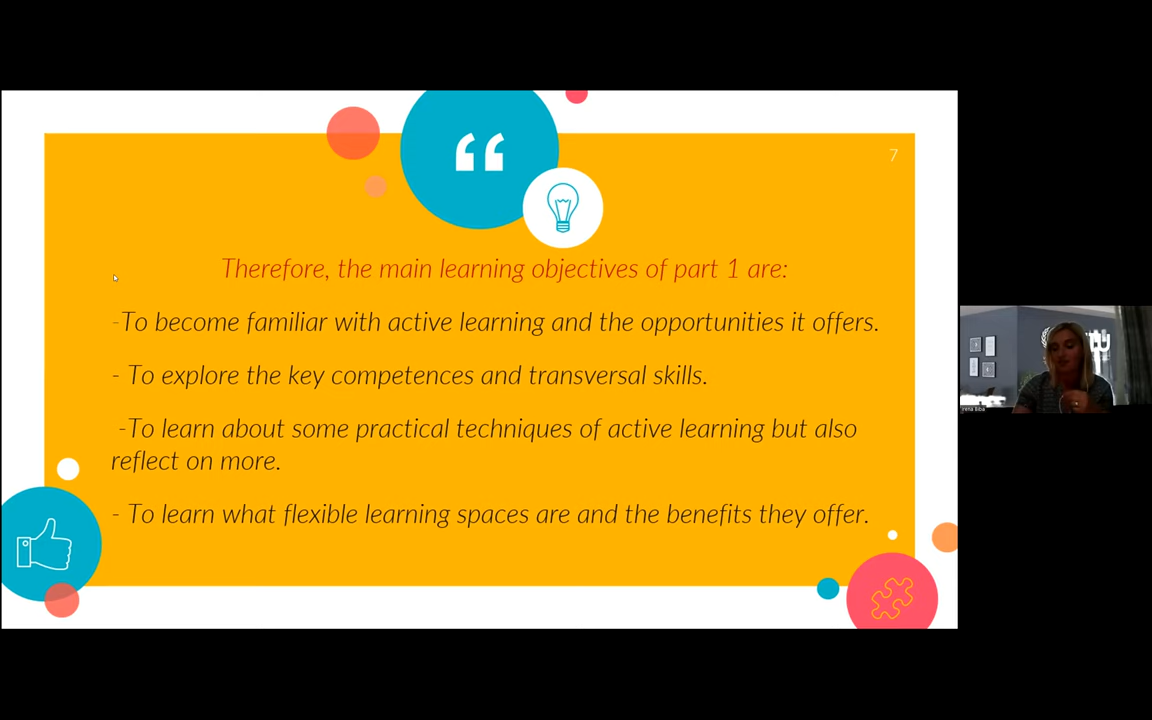 “
7
Therefore, the main learning objectives of part 1 are:
-To become familiar with active learning and the opportunities it offers.
- To explore the key competences and transversal skills.
-To learn about some practical techniques of active learning but also
reflect on more.
- To learn what flexible learning spaces are and the benefits they offer.